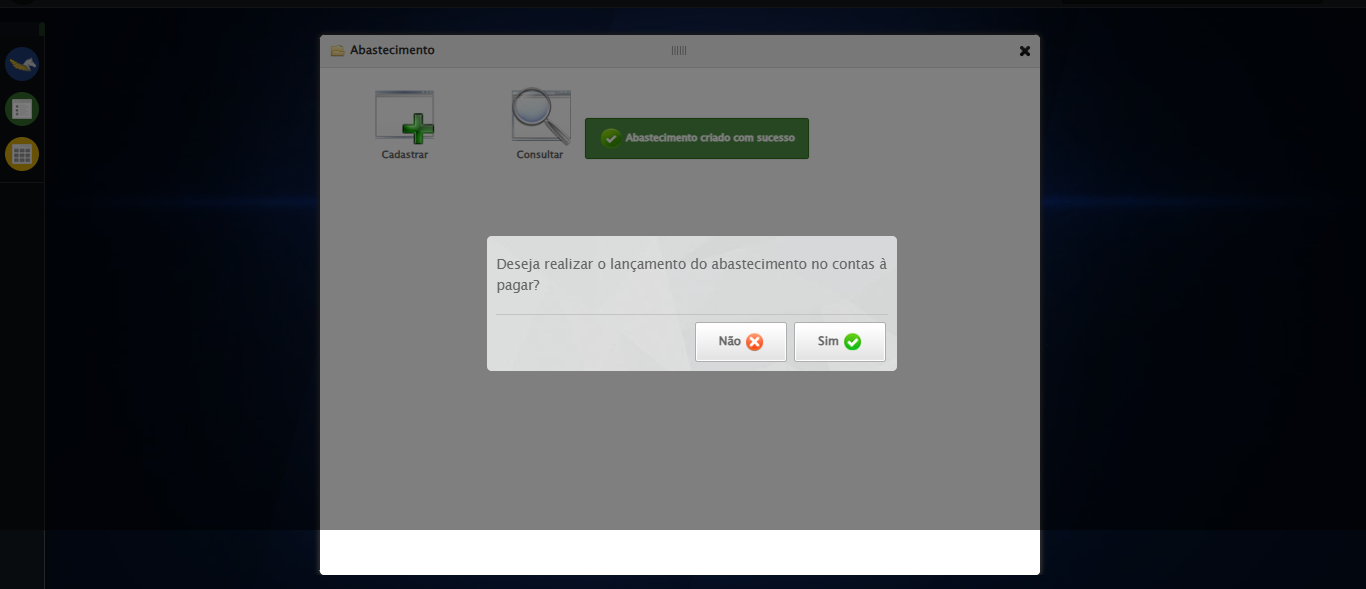 Abastecimento
Cadastrar
Consultar
Abastecimento criado com sucesso
Deseja realizar o lançamento do abastecimento no contas à
pagar?
Não
Sim